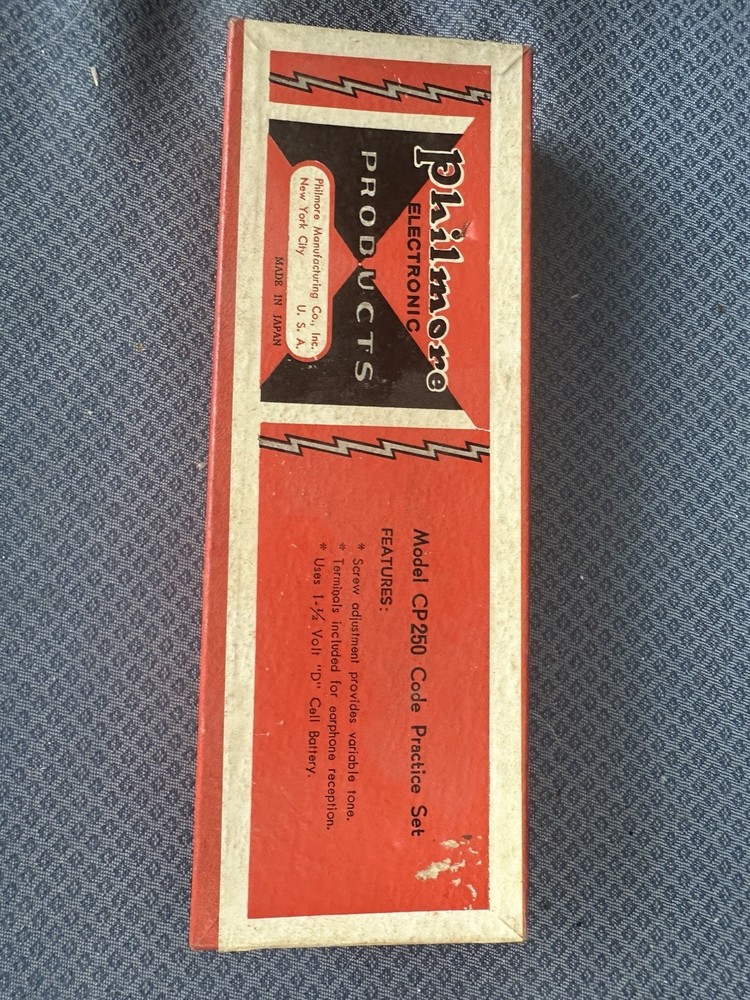 philmore
ELECTRONIC
PRODUCTS
Philmore Manufacturing Co., Inc.
New York City U. S. A.
MADE IN JAPAN
Model CP250 Code Practice Set
FEATURES:
* Screw adjustment provides variable tone.
* Terminals included for earphone reception.
* Uses 1-½ Volt "D" Cell Battery.